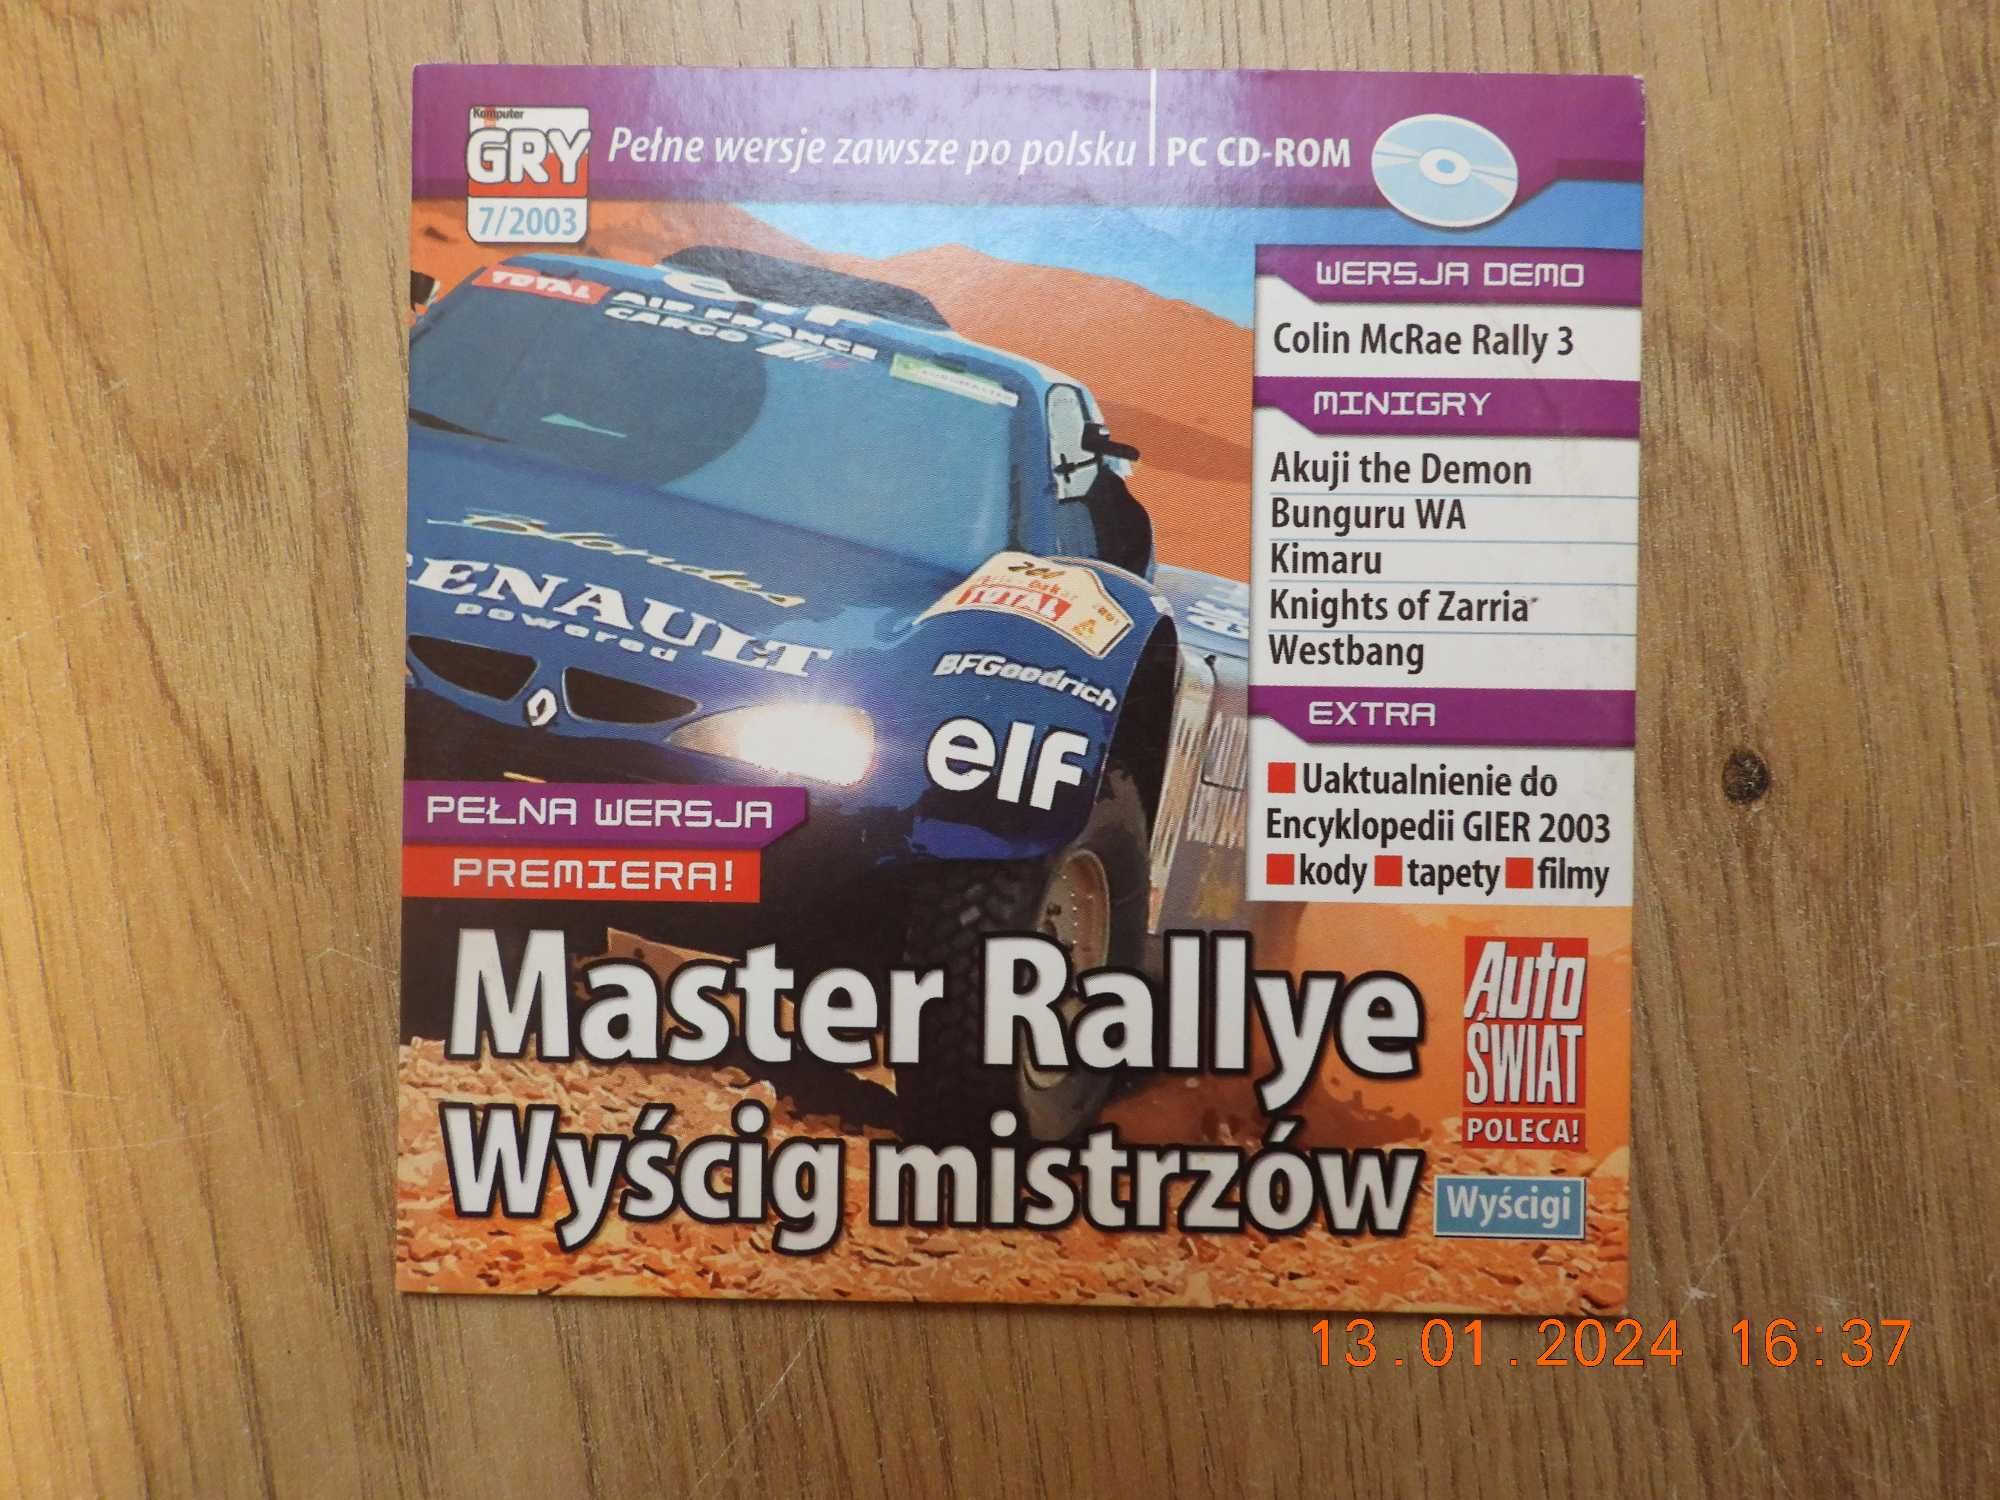 Komputer
GRY
7/2003
Pełne wersje zawsze po polsku
PC CD-ROM
TOTAL
elf
AIR FRANCE
CARGO
WERSJA DEMO
Colin McRae Rally 3
MINIGRY
Akuji the Demon
Bunguru WA
Kimaru
Knights of Zarria
Westbang
EXTRA
Uaktualnienie do
Encyklopedii GIER 2003
kody tapety filmy
RENAULT
powered
TOTAL
BFGoodrich
elf
PEŁNA WERSJA
PREMIERA!
Master Rallye
Wyścig mistrzów
Auto
ŚWIAT
POLECA!
Wyścigi
13.01.2024 16:37